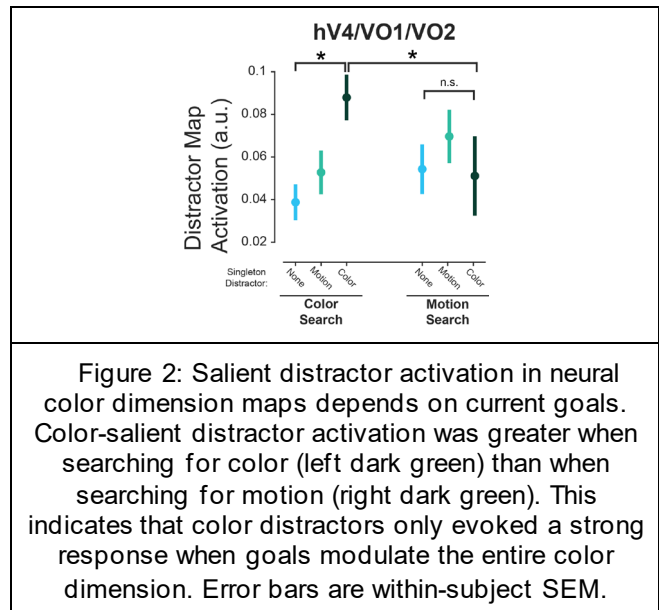 hV4/VO1/VO2
* *
n.s.
Distractor Map
Activation (a.u.)
0.1
0.08
0.06
0.04
0.02
Singleton
Distractor:
None Motion Color None Motion Color
Color
Search
Motion
Search
Figure 2: Salient distractor activation in neural
color dimension maps depends on current goals.
Color-salient distractor activation was greater when
searching for color (left dark green) than when
searching for motion (right dark green). This
indicates that color distractors only evoked a strong
response when goals modulate the entire color
dimension. Error bars are within-subject SEM.